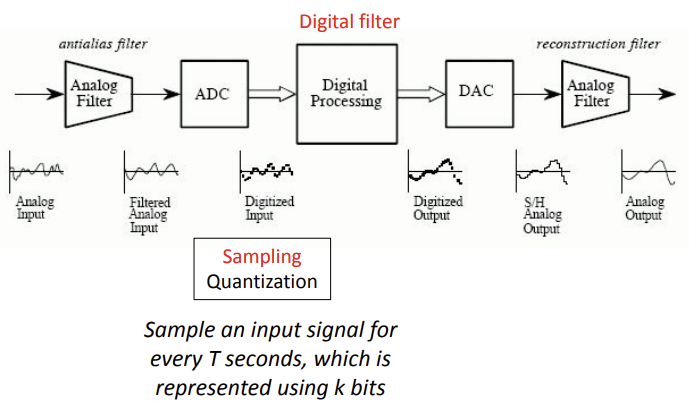 Digital filter
antialias filter
reconstruction filter
Analog
Filter
ADC
Digital
Processing
DAC
Analog
Filter
Analog
Input
Filtered
Analog
Input
Digitized
Input
Digitized
Output
S/H
Analog
Output
Analog
Output
Sampling
Quantization
Sample an input signal for
every T seconds, which is
represented using k bits